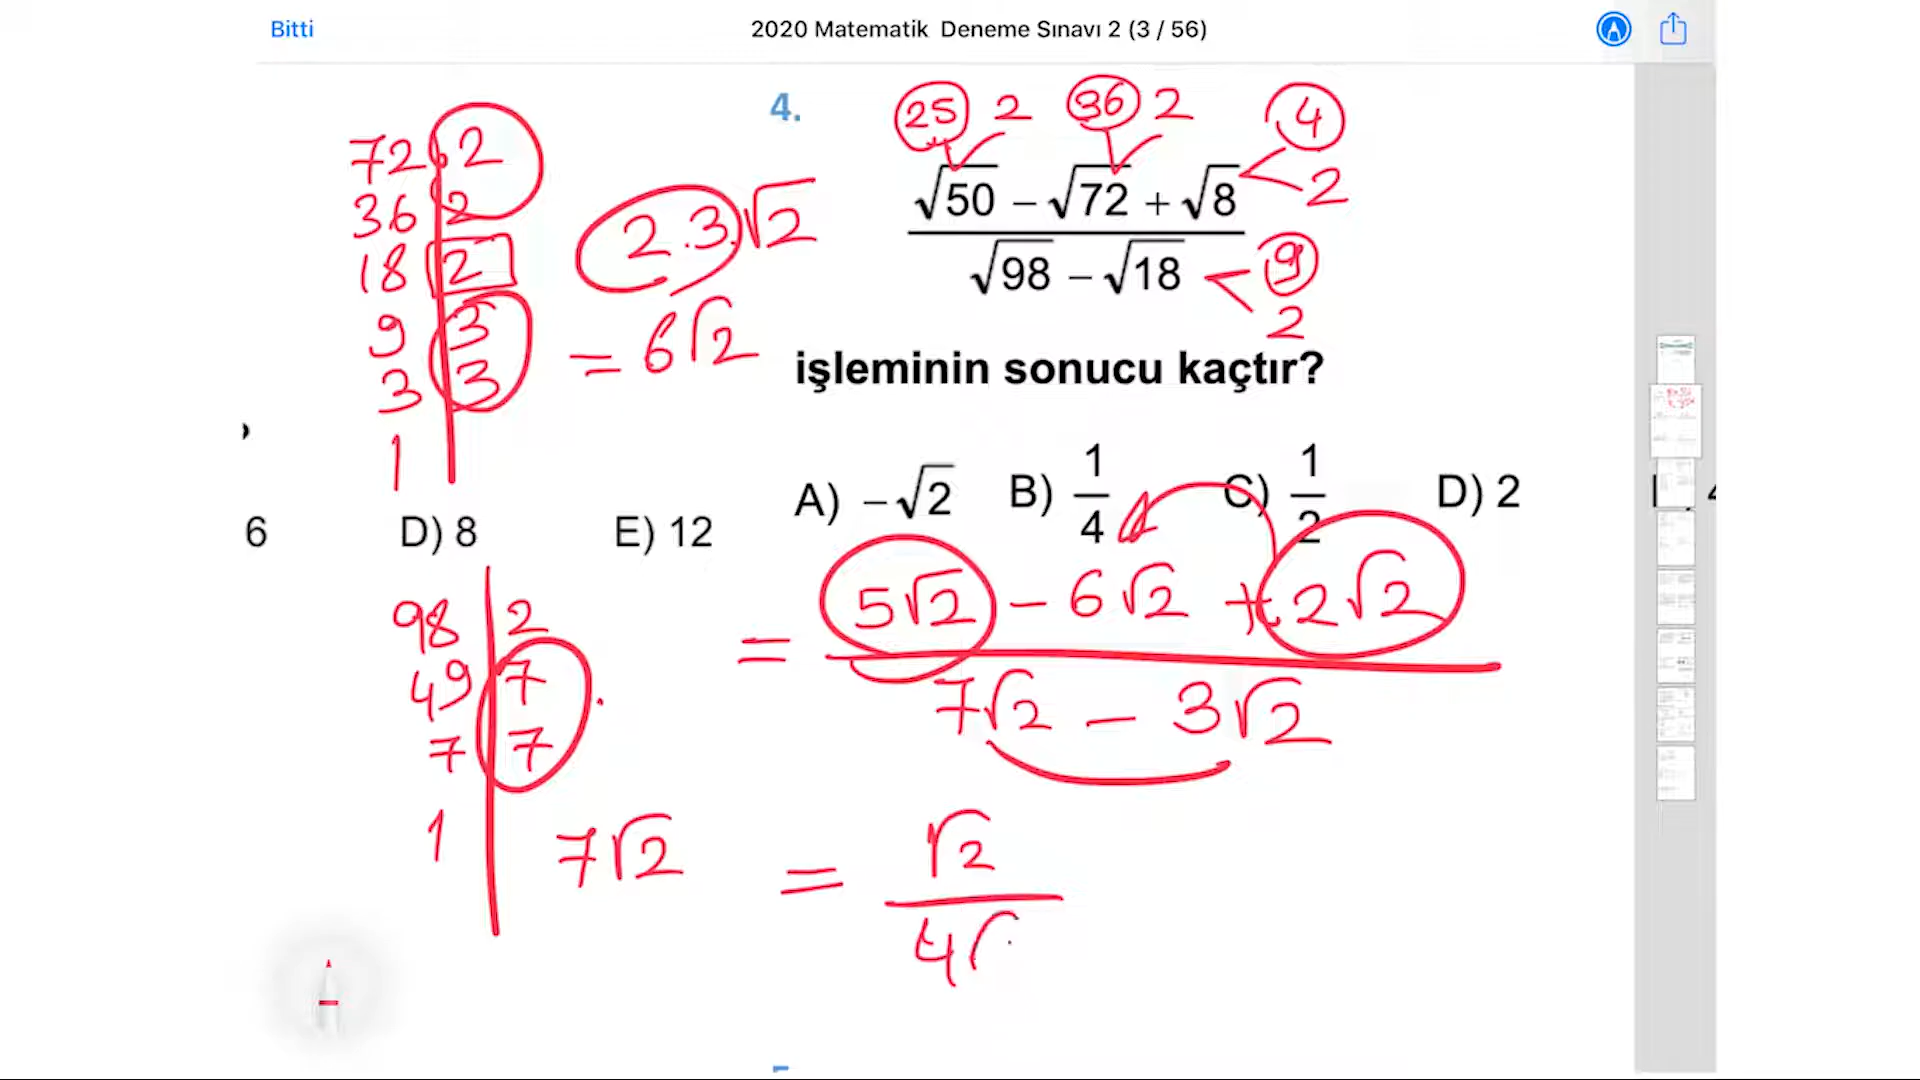 Bitti
2020 Matematik Deneme Sınavı 2 (3 / 56)
4.
25 2 36 2 4
√50 − √72 + √8 2
√98 − √18 9
2
işleminin sonucu kaçtır?
A) −√2 B) 1/4 C) 1/2 D) 2
72 2
36 2
18 2
9 3
3 3
1
2.3.√2
= 6√2
6 D) 8 E) 12
98 2
49 7
7 7
1
7√2
= 5√2 − 6√2 + 2√2
7√2 − 3√2
= √2
4√